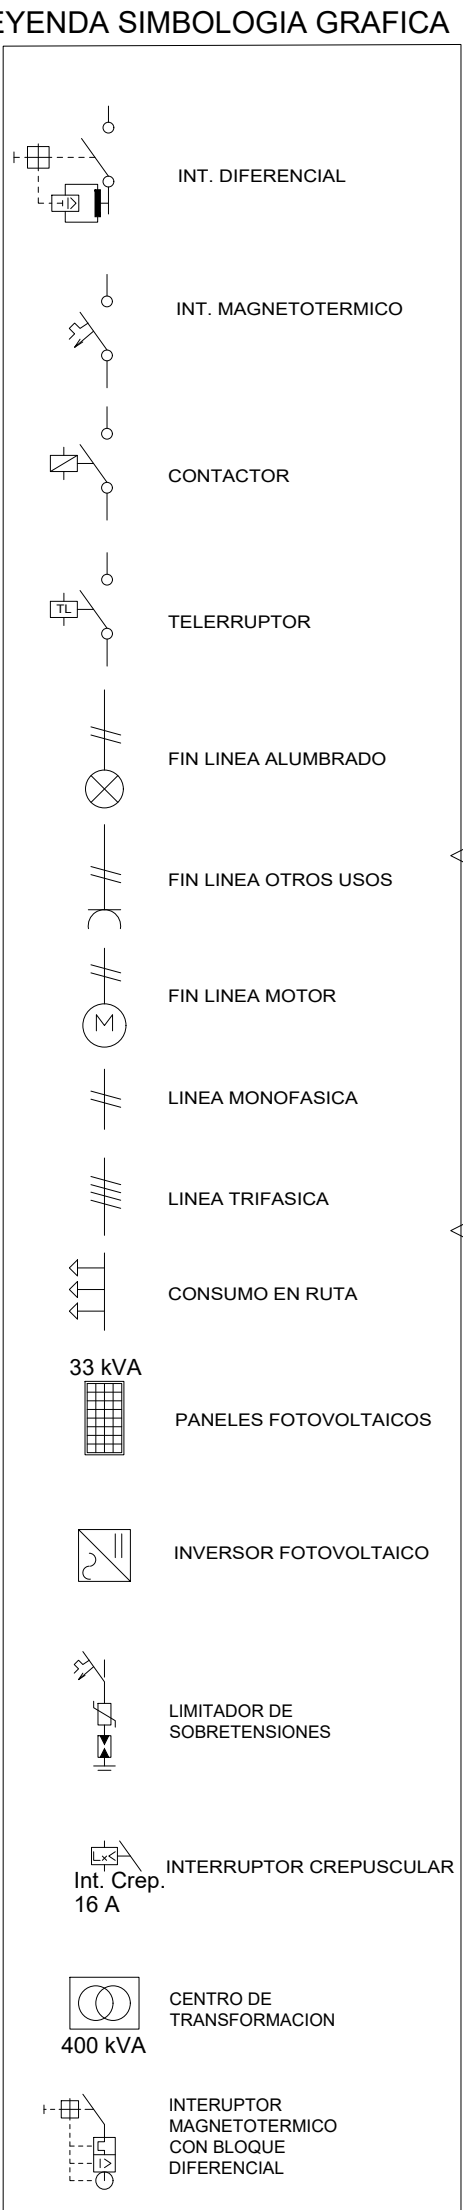 EYENDA SIMBOLOGIA GRAFICA
INT. DIFERENCIAL
I>
INT. MAGNETOTERMICO
CONTACTOR
TL
TELERRUPTOR
FIN LINEA ALUMBRADO
FIN LINEA OTROS USOS
M
FIN LINEA MOTOR
LINEA MONOFASICA
LINEA TRIFASICA
CONSUMO EN RUTA
33 kVA
PANELES FOTOVOLTAICOS
INVERSOR FOTOVOLTAICO
LIMITADOR DE
SOBRETENSIONES
Lx<
INTERRUPTOR CREPUSCULAR
Int. Crep.
16 A
CENTRO DE
TRANSFORMACION
400 kVA
INTERUPTOR
MAGNETOTERMICO
CON BLOQUE
DIFERENCIAL
I>